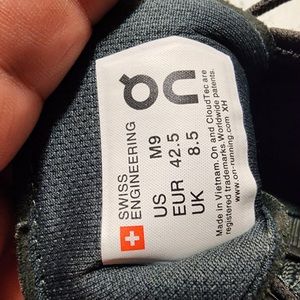 On
SWISS
ENGINEERING
US M9
EUR 42.5
UK 8.5
Made in Vietnam. On and CloudTec are
registered trademarks. Worldwide patents.
www.on-running.com XH